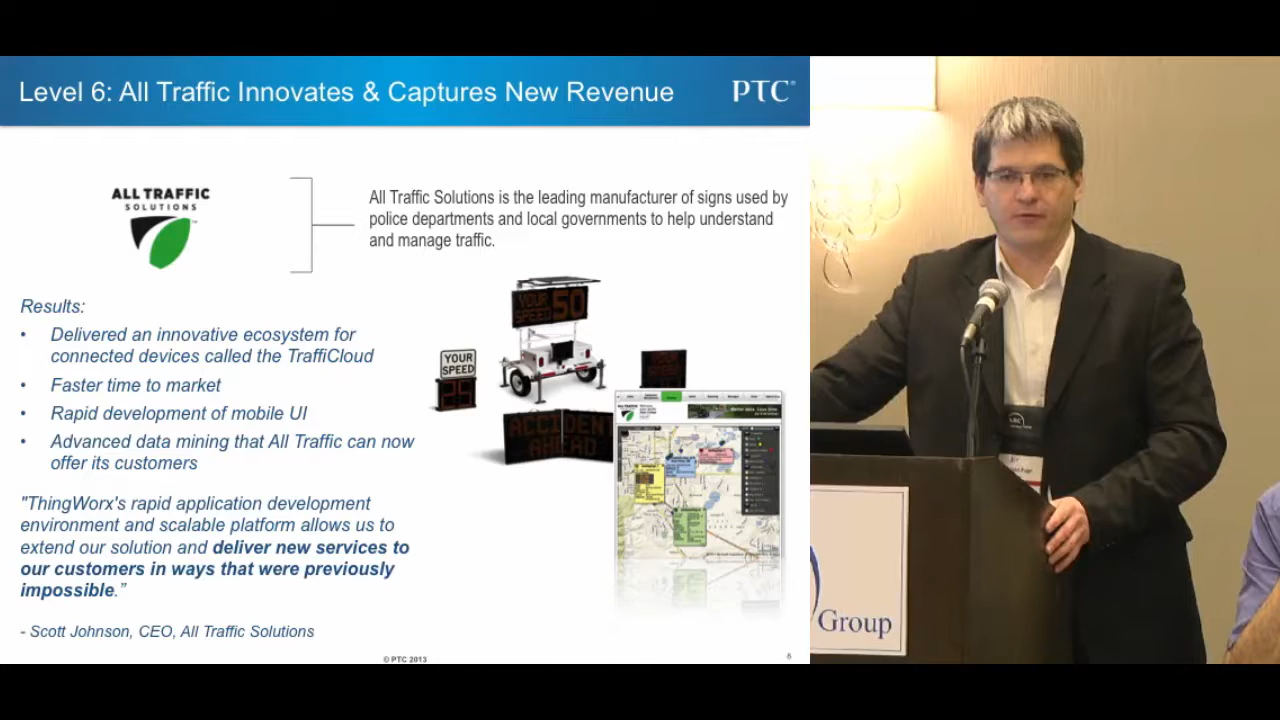 Level 6: All Traffic Innovates & Captures New Revenue
PTC®
ALL TRAFFIC
SOLUTIONS
™
All Traffic Solutions is the leading manufacturer of signs used by
police departments and local governments to help understand
and manage traffic.
Results:
• Delivered an innovative ecosystem for
connected devices called the TraffiCloud
• Faster time to market
• Rapid development of mobile UI
• Advanced data mining that All Traffic can now
offer its customers
"ThingWorx's rapid application development
environment and scalable platform allows us to
extend our solution and deliver new services to
our customers in ways that were previously
impossible.”
- Scott Johnson, CEO, All Traffic Solutions
YOUR
SPEED 50
YOUR
SPEED
29
ACCIDENT
AHEAD
© PTC 2013
Group